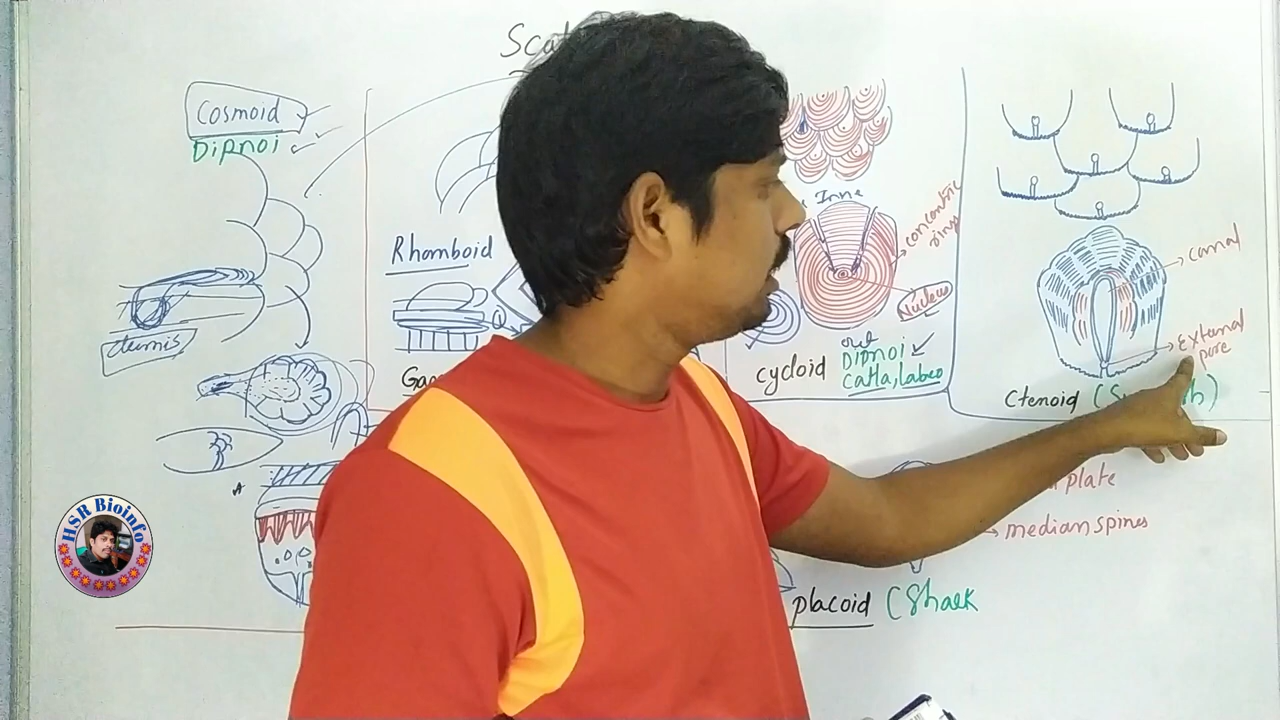 Cosmoid
Dipnoi
dermis
Rhomboid
Inne
concentric
rings
Nucleus
out
cycloid
Dipnoi
Catla, labeo
canal
External
pore
Ctenoid (
plate
median spines
placoid (Shark
HSR Bioinfo